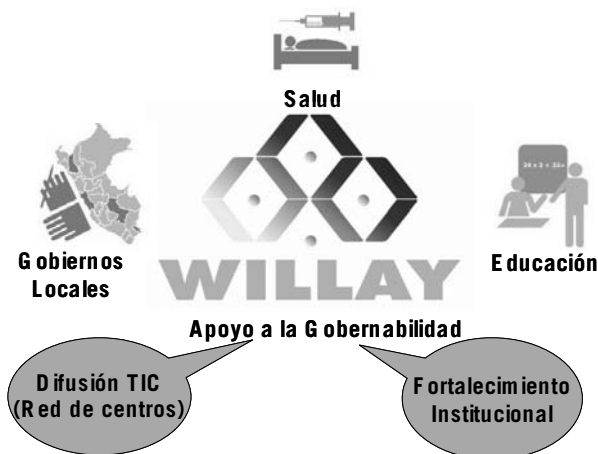 Salud
Gobiernos
Locales
Educación
WILLAY
Apoyo a la Gobernabilidad
Difusión TIC
(Red de centros)
Fortalecimiento
Institucional